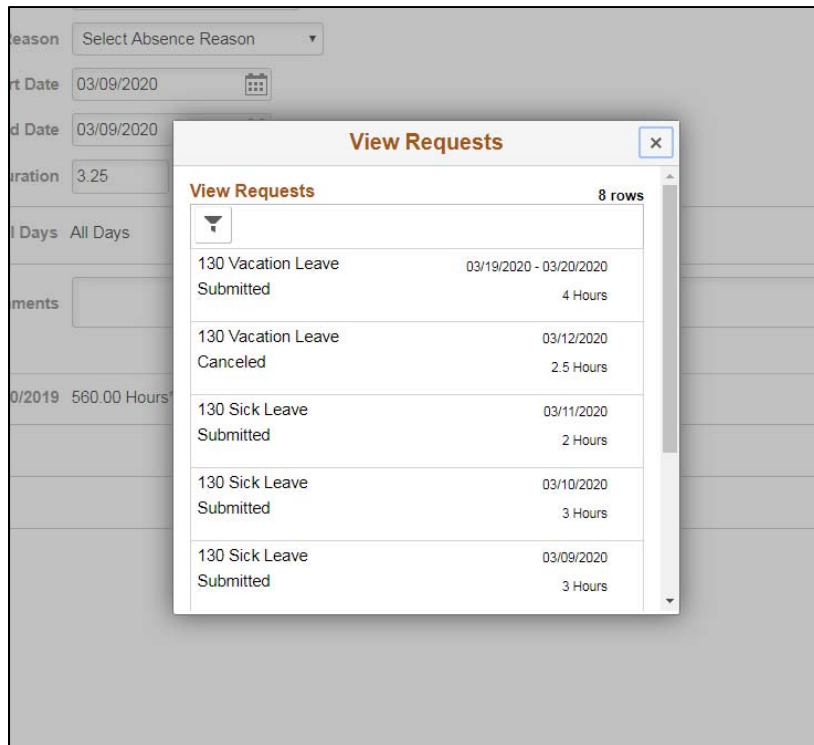 Reason Select Absence Reason
rt Date 03/09/2020
d Date 03/09/2020
uration 3.25
l Days All Days
ments
0/2019 560.00 Hours*
View Requests
View Requests 8 rows
130 Vacation Leave 03/19/2020 - 03/20/2020
Submitted 4 Hours
130 Vacation Leave 03/12/2020
Canceled 2.5 Hours
130 Sick Leave 03/11/2020
Submitted 2 Hours
130 Sick Leave 03/10/2020
Submitted 3 Hours
130 Sick Leave 03/09/2020
Submitted 3 Hours